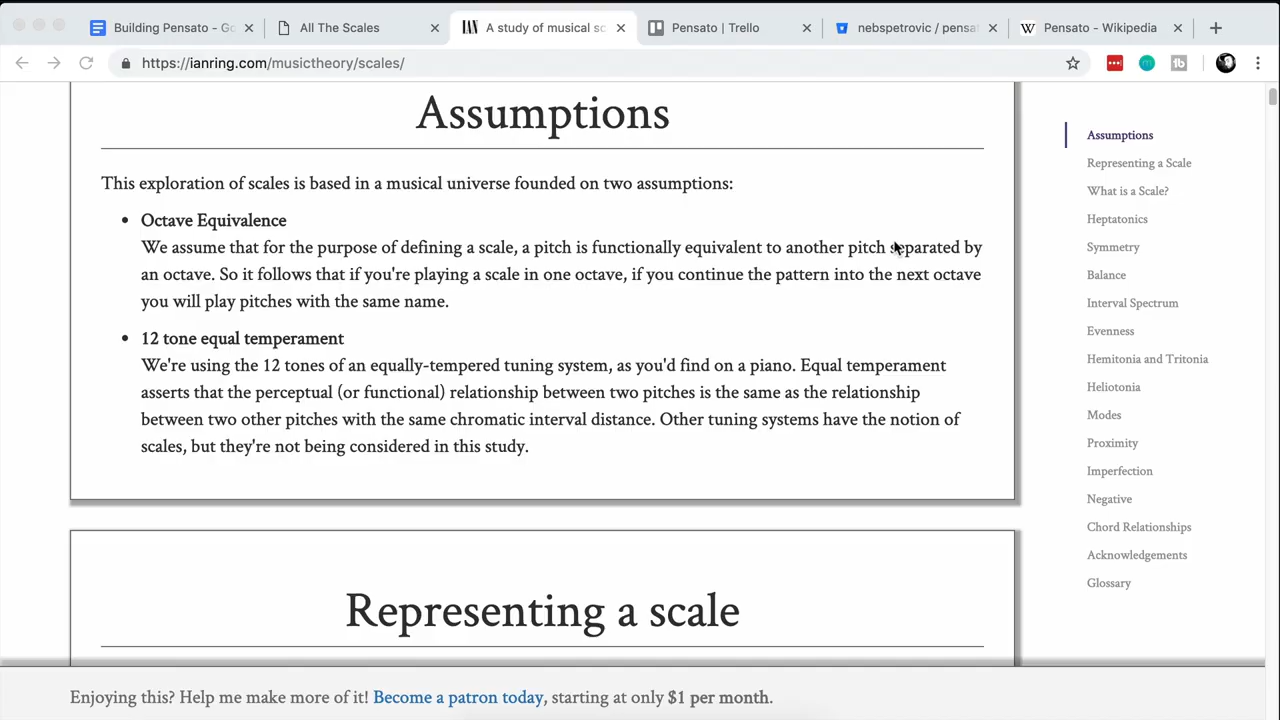 Building Pensato - Go
All The Scales
A study of musical sc
Pensato | Trello
nebspetrovic / pensat
Pensato - Wikipedia
https://ianring.com/musictheory/scales/
Assumptions
This exploration of scales is based in a musical universe founded on two assumptions:
• Octave Equivalence
We assume that for the purpose of defining a scale, a pitch is functionally equivalent to another pitch separated by
an octave. So it follows that if you're playing a scale in one octave, if you continue the pattern into the next octave
you will play pitches with the same name.
• 12 tone equal temperament
We're using the 12 tones of an equally-tempered tuning system, as you'd find on a piano. Equal temperament
asserts that the perceptual (or functional) relationship between two pitches is the same as the relationship
between two other pitches with the same chromatic interval distance. Other tuning systems have the notion of
scales, but they're not being considered in this study.
Representing a scale
Assumptions
Representing a Scale
What is a Scale?
Heptatonics
Symmetry
Balance
Interval Spectrum
Evenness
Hemitonia and Tritonia
Heliotonia
Modes
Proximity
Imperfection
Negative
Chord Relationships
Acknowledgements
Glossary
Enjoying this? Help me make more of it! Become a patron today, starting at only $1 per month.